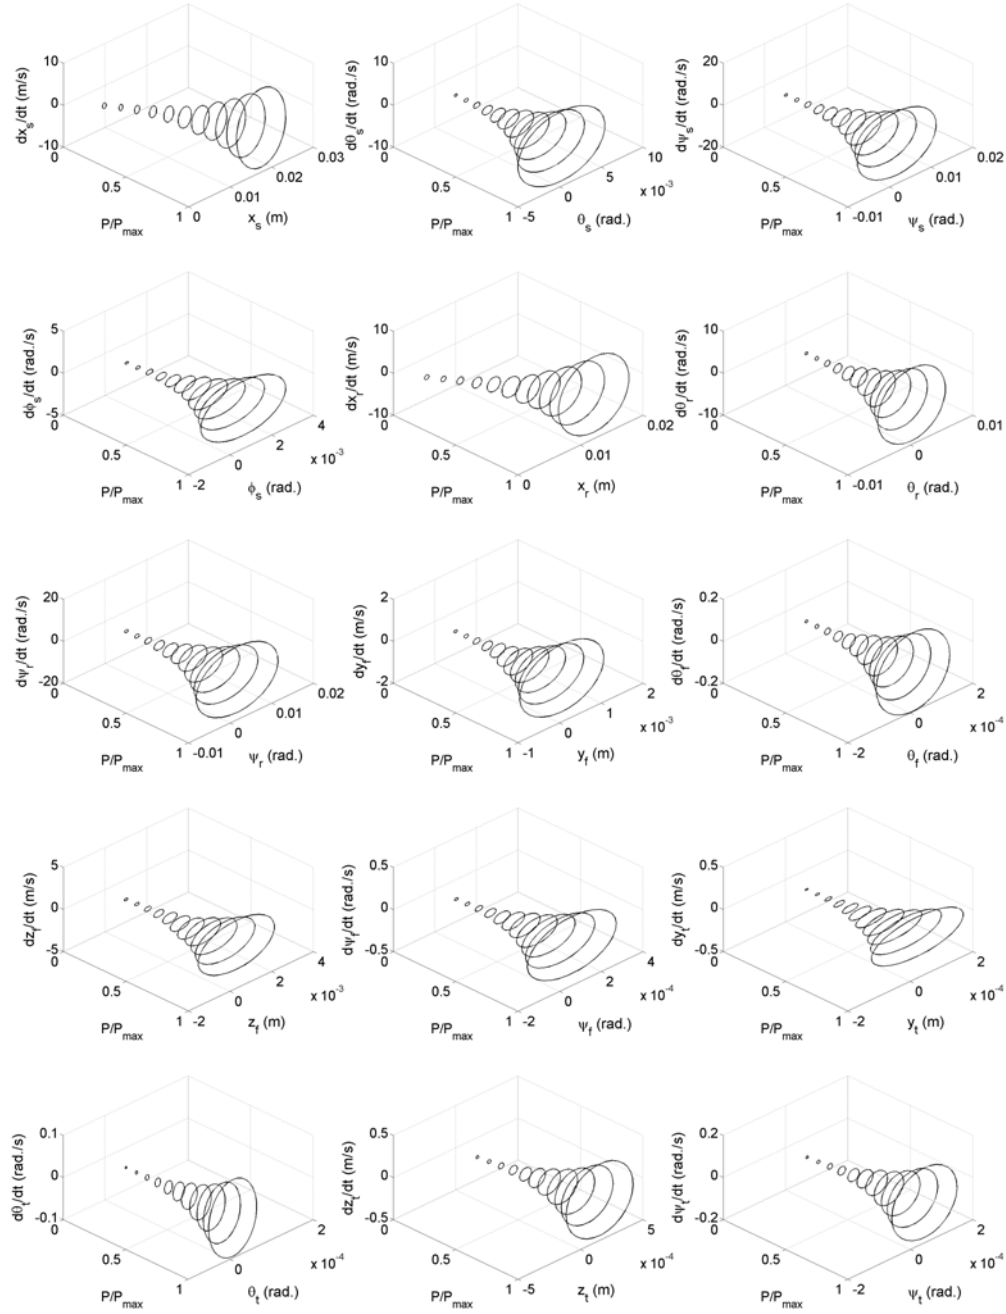 dx_s/dt (m/s)
10
0
-10
0
0.5
1
P/P_max
0
0.01
0.02
0.03
x_s (m)
dθ_s/dt (rad./s)
10
0
-10
0
0.5
1
P/P_max
-5
0
5
10
x 10^-3
θ_s (rad.)
dψ_s/dt (rad./s)
20
0
-20
0
0.5
1
P/P_max
-0.01
0
0.01
0.02
ψ_s (rad.)
dϕ_s/dt (rad./s)
5
0
-5
0
0.5
1
P/P_max
-2
0
2
4
x 10^-3
ϕ_s (rad.)
dx_r/dt (m/s)
10
0
-10
0
0.5
1
P/P_max
0
0.01
0.02
x_r (m)
dθ_r/dt (rad./s)
10
0
-10
0
0.5
1
P/P_max
-0.01
0
0.01
θ_r (rad.)
dψ_r/dt (rad./s)
20
0
-20
0
0.5
1
P/P_max
-0.01
0
0.01
0.02
ψ_r (rad.)
dy_f/dt (m/s)
2
0
-2
0
0.5
1
P/P_max
-1
0
1
2
x 10^-3
y_f (m)
dθ_f/dt (rad./s)
0.2
0
-0.2
0
0.5
1
P/P_max
-2
0
2
x 10^-4
θ_f (rad.)
dz_f/dt (m/s)
5
0
-5
0
0.5
1
P/P_max
-2
0
2
4
x 10^-3
z_f (m)
dψ_f/dt (rad./s)
0.5
0
-0.5
0
0.5
1
P/P_max
-2
0
2
4
x 10^-4
ψ_f (rad.)
dy_t/dt (m/s)
0.5
0
-0.5
0
0.5
1
P/P_max
-2
0
2
x 10^-4
y_t (m)
dθ_t/dt (rad./s)
0.1
0
-0.1
0
0.5
1
P/P_max
0
2
x 10^-4
θ_t (rad.)
dz_t/dt (m/s)
0.5
0
-0.5
0
0.5
1
P/P_max
-5
0
5
x 10^-4
z_t (m)
dψ_t/dt (rad./s)
0.2
0
-0.2
0
0.5
1
P/P_max
-2
0
2
x 10^-4
ψ_t (rad.)